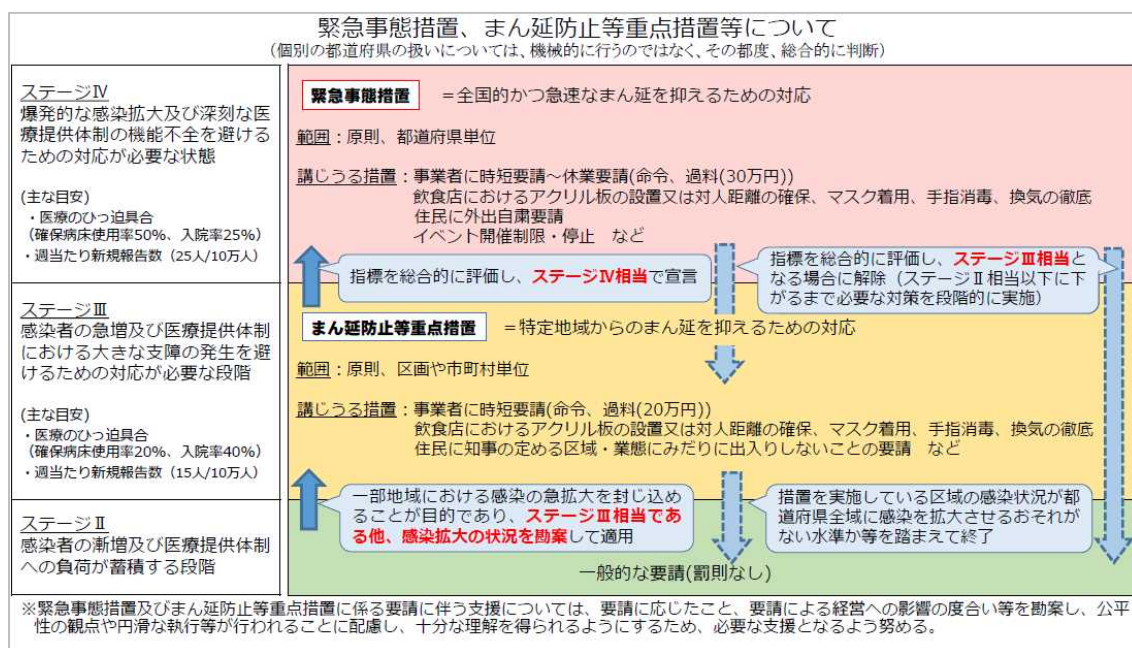 緊急事態措置、まん延防止等重点措置等について
（個別の都道府県の扱いについては、機械的に行うのではなく、その都度、総合的に判断）
ステージⅣ
爆発的な感染拡大及び深刻な医
療提供体制の機能不全を避ける
ための対応が必要な状態
(主な目安)
・医療のひっ迫具合
（確保病床使用率50%、入院率25%）
・週当たり新規報告数（25人/10万人）
緊急事態措置 ＝全国的かつ急速なまん延を抑えるための対応
範囲：原則、都道府県単位
講じうる措置：事業者に時短要請～休業要請(命令、過料(30万円))
飲食店におけるアクリル板の設置又は対人距離の確保、マスク着用、手指消毒、換気の徹底
住民に外出自粛要請
イベント開催制限・停止 など
指標を総合的に評価し、ステージⅣ相当で宣言
指標を総合的に評価し、ステージⅢ相当と
なる場合に解除（ステージⅡ相当以下に下
がるまで必要な対策を段階的に実施）
ステージⅢ
感染者の急増及び医療提供体制
における大きな支障の発生を避
けるための対応が必要な段階
(主な目安)
・医療のひっ迫具合
（確保病床使用率20%、入院率40%）
・週当たり新規報告数（15人/10万人）
まん延防止等重点措置 ＝特定地域からのまん延を抑えるための対応
範囲：原則、区画や市町村単位
講じうる措置：事業者に時短要請(命令、過料(20万円))
飲食店におけるアクリル板の設置又は対人距離の確保、マスク着用、手指消毒、換気の徹底
住民に知事の定める区域・業態にみだりに出入りしないことの要請 など
一部地域における感染の急拡大を封じ込め
ることが目的であり、ステージⅢ相当であ
る他、感染拡大の状況を勘案して適用
措置を実施している区域の感染状況が都
道府県全域に感染を拡大させるおそれが
ない水準か等を踏まえて終了
ステージⅡ
感染者の漸増及び医療提供体制
への負荷が蓄積する段階
一般的な要請(罰則なし)
※緊急事態措置及びまん延防止等重点措置に係る要請に伴う支援については、要請に応じたこと、要請による経営への影響の度合い等を勘案し、公平
性の観点や円滑な執行等が行われることに配慮し、十分な理解を得られるようにするため、必要な支援となるよう努める。